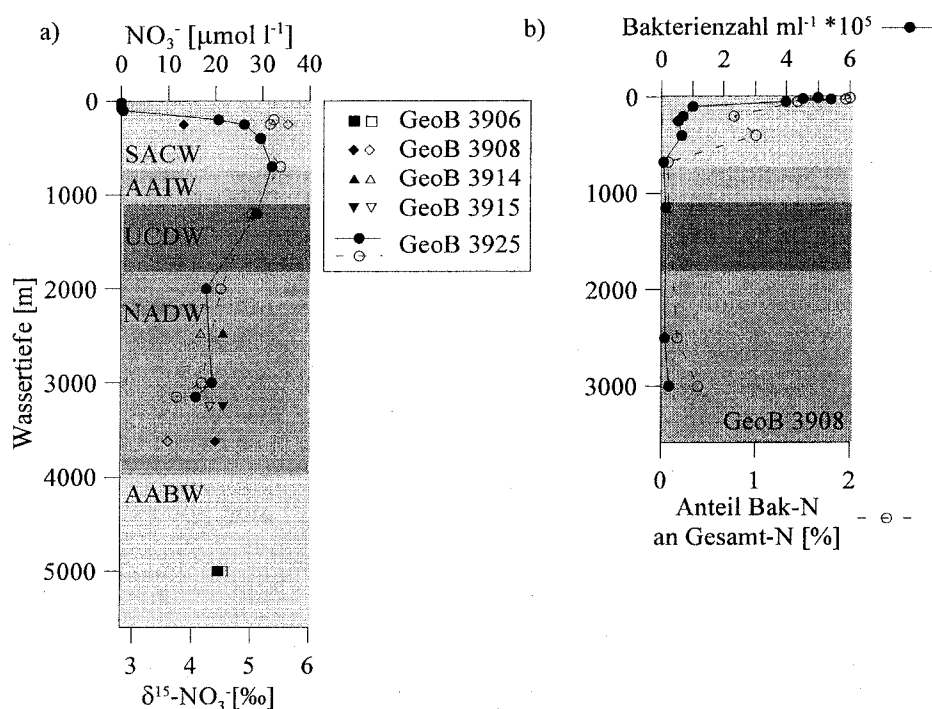 a)
NO₃⁻ [µmol l⁻¹]
0 10 20 30 40
0
1000
2000
3000
4000
5000
Wassertiefe [m]
SACW
AAIW
UCDW
NADW
AABW
3 4 5 6
δ¹⁵-NO₃⁻[‰]
GeoB 3906
GeoB 3908
GeoB 3914
GeoB 3915
GeoB 3925
b)
Bakterienzahl ml⁻¹ *10⁵
0 1 2 3 4 5 6
0
1000
2000
3000
GeoB 3908
0 1 2
Anteil Bak-N
an Gesamt-N [%]